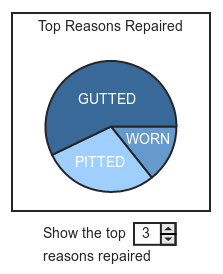 Top Reasons Repaired
GUTTED
WORN
PITTED
Show the top 3
reasons repaired